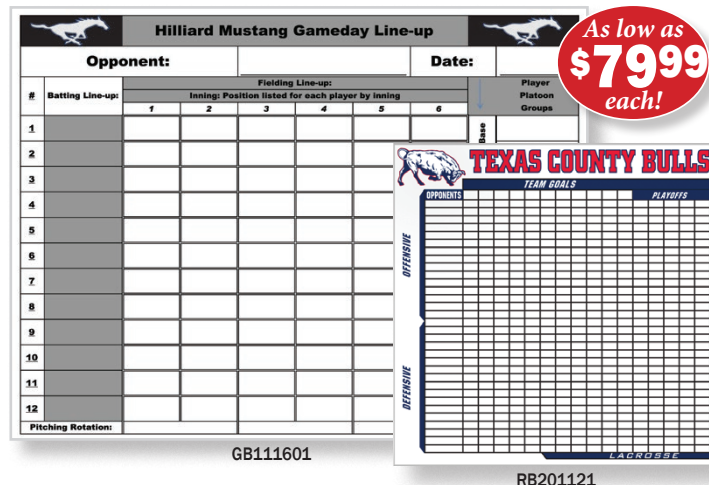 Hilliard Mustang Gameday Line-up
Opponent:
Date:
#
Batting Line-up:
Fielding Line-up:
Inning: Position listed for each player by inning
1 2 3 4 5 6
Player
Platoon
Groups
Base
1
2
3
4
5
6
7
8
9
10
11
12
Pitching Rotation:
GB111601
As low as
$7999
each!
TEXAS COUNTY BULLS
TEAM GOALS
OPPONENTS
PLAYOFFS
OFFENSIVE
DEFENSIVE
LACROSSE
RB201121